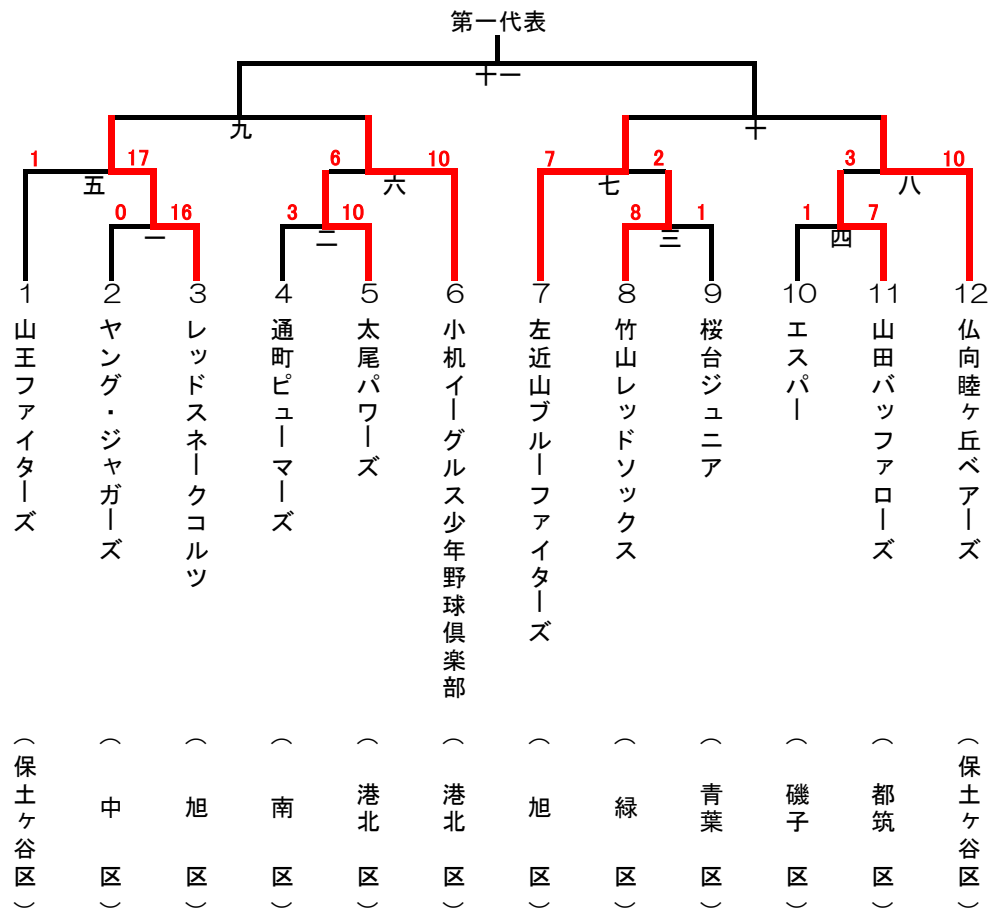 第一代表
十一
九
十
1
17
6
10
7
2
3
10
五
六
七
八
0
16
3
10
8
1
1
7
一
二
三
四
1
2
3
4
5
6
7
8
9
10
11
12
山王ファイターズ
ヤング・ジャガーズ
レッドスネークコルツ
通町ピューマーズ
太尾パワーズ
小机イーグルス少年野球倶楽部
左近山ブルーファイターズ
竹山レッドソックス
桜台ジュニア
エスパー
山田バッファローズ
仏向睦ヶ丘ベアーズ
（保土ヶ谷区）
（中区）
（旭区）
（南区）
（港北区）
（港北区）
（旭区）
（緑区）
（青葉区）
（磯子区）
（都筑区）
（保土ヶ谷区）